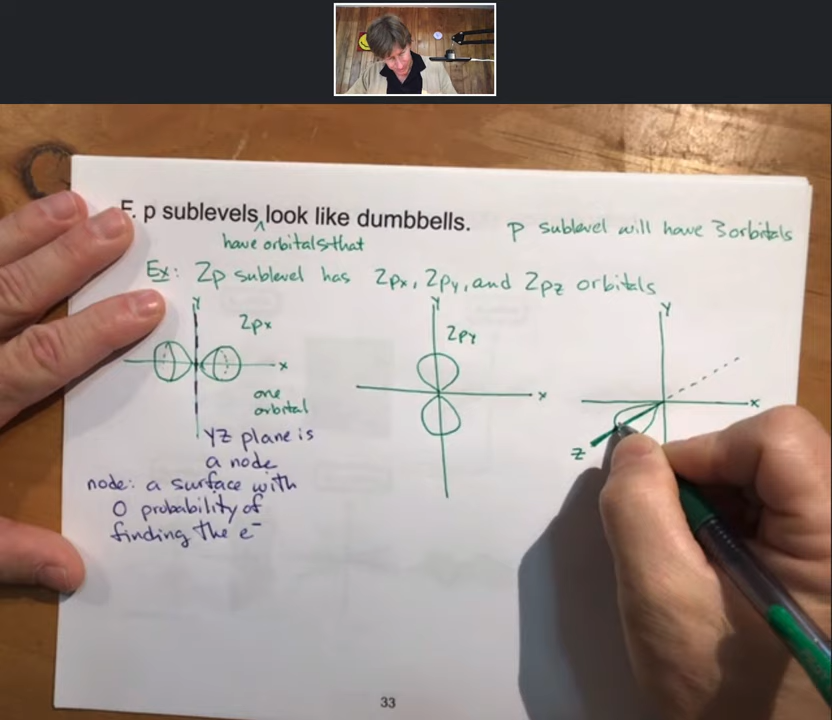 E. p sublevels look like dumbbells.
^
have orbitals that
p sublevel will have 3 orbitals
Ex: 2p sublevel has 2px, 2py, and 2pz orbitals
Y
2px
x
one
orbital
YZ plane is
a node
node: a surface with
0 probability of
finding the e⁻
Y
2py
x
Y
x
Z
33